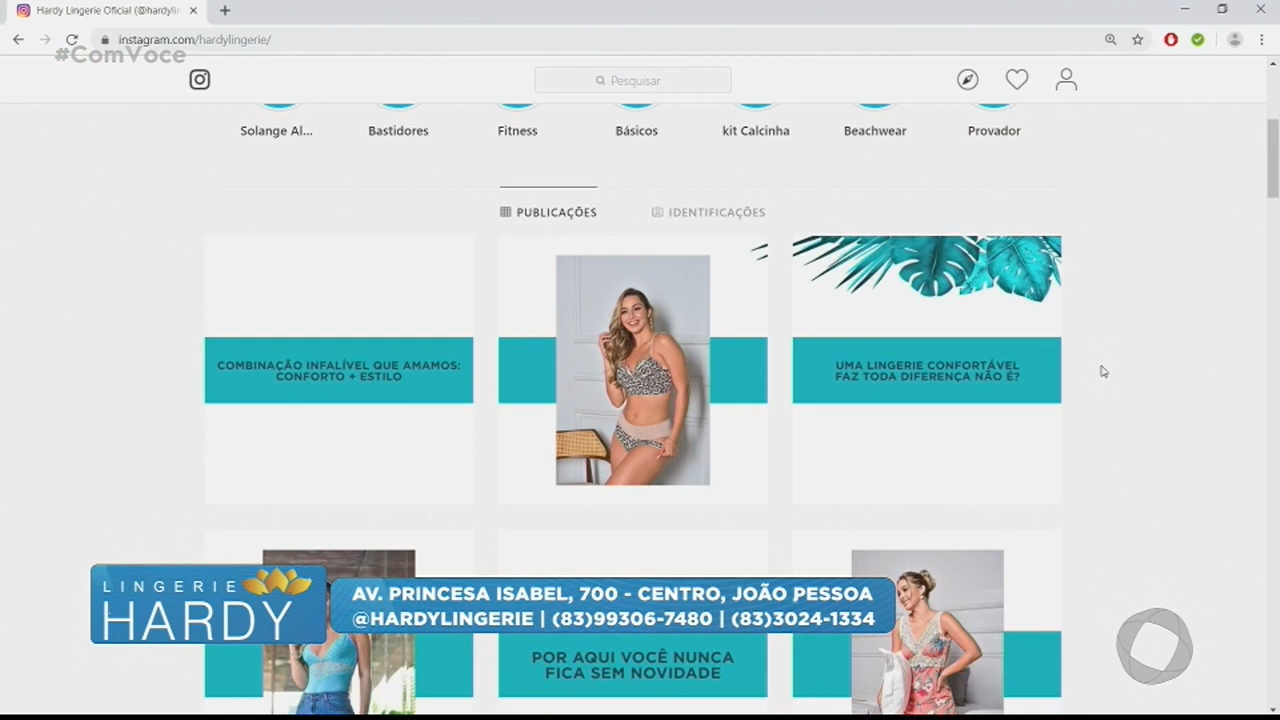 Hardy Lingerie Oficial (@hardylin
instagram.com/hardylingerie/
#ComVoce
Pesquisar
Solange Al...
Bastidores
Fitness
Básicos
kit Calcinha
Beachwear
Provador
PUBLICAÇÕES
IDENTIFICAÇÕES
COMBINAÇÃO INFALÍVEL QUE AMAMOS:
CONFORTO + ESTILO
UMA LINGERIE CONFORTÁVEL
FAZ TODA DIFERENÇA NÃO É?
LINGERIE
HARDY
AV. PRINCESA ISABEL, 700 - CENTRO, JOÃO PESSOA
@HARDYLINGERIE | (83)99306-7480 | (83)3024-1334
POR AQUI VOCÊ NUNCA
FICA SEM NOVIDADE